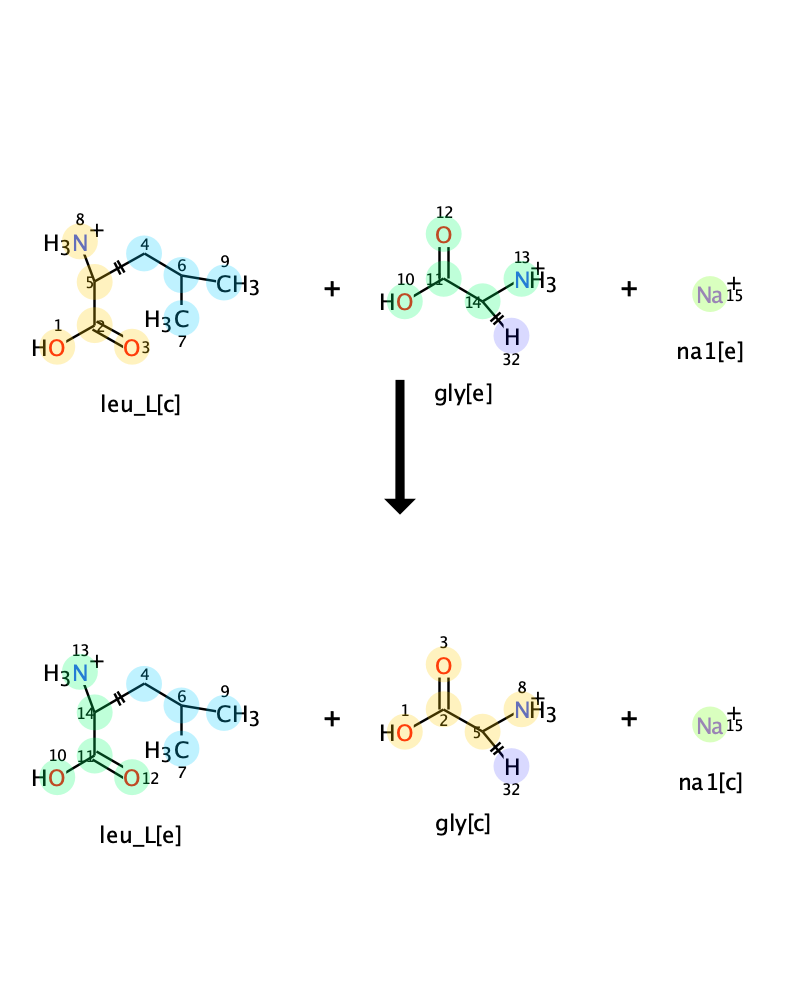 8
H3N+ 4 6 9 CH3
5
H3C
7
1 2
HO O3
leu_L[c]
+
12
O
13
10 11 NH3+
HO 14
H
32
gly[e]
+
Na+ 15
na1[e]
13
H3N+ 4 6 9 CH3
14
H3C
7
10 11
HO O12
leu_L[e]
+
3
O
8
1 2 NH3+
HO 5
H
32
gly[c]
+
Na+ 15
na1[c]